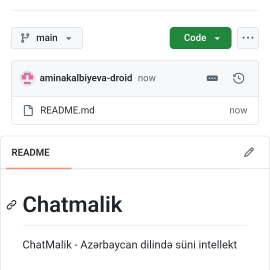 main
Code
aminakalbiyeva-droid now
README.md now
README
Chatmalik
ChatMalik - Azərbaycan dilində süni intellekt